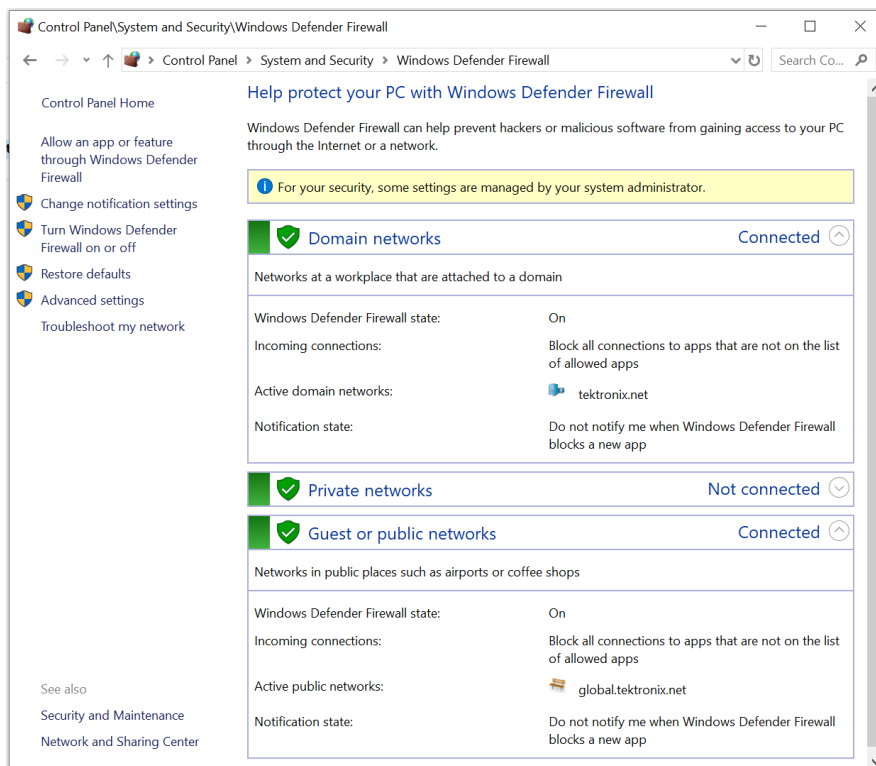 Control Panel\System and Security\Windows Defender Firewall
Control Panel > System and Security > Windows Defender Firewall
Search Co...
Control Panel Home
Allow an app or feature
through Windows Defender
Firewall
Change notification settings
Turn Windows Defender
Firewall on or off
Restore defaults
Advanced settings
Troubleshoot my network
See also
Security and Maintenance
Network and Sharing Center
Help protect your PC with Windows Defender Firewall
Windows Defender Firewall can help prevent hackers or malicious software from gaining access to your PC
through the Internet or a network.
For your security, some settings are managed by your system administrator.
Domain networks Connected
Networks at a workplace that are attached to a domain
Windows Defender Firewall state: On
Incoming connections: Block all connections to apps that are not on the list
of allowed apps
Active domain networks: tektronix.net
Notification state: Do not notify me when Windows Defender Firewall
blocks a new app
Private networks Not connected
Guest or public networks Connected
Networks in public places such as airports or coffee shops
Windows Defender Firewall state: On
Incoming connections: Block all connections to apps that are not on the list
of allowed apps
Active public networks: global.tektronix.net
Notification state: Do not notify me when Windows Defender Firewall
blocks a new app